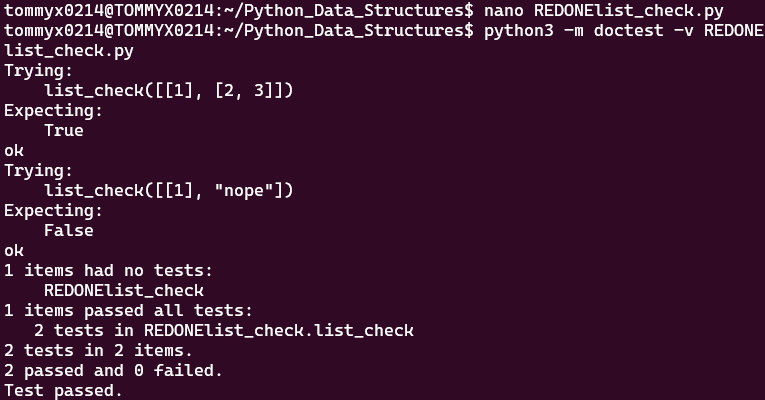 tommyx0214@TOMMYX0214:~/Python_Data_Structures$ nano REDONElist_check.py
tommyx0214@TOMMYX0214:~/Python_Data_Structures$ python3 -m doctest -v REDONE
list_check.py
Trying:
    list_check([[1], [2, 3]])
Expecting:
    True
ok
Trying:
    list_check([[1], "nope"])
Expecting:
    False
ok
1 items had no tests:
    REDONElist_check
1 items passed all tests:
   2 tests in REDONElist_check.list_check
2 tests in 2 items.
2 passed and 0 failed.
Test passed.